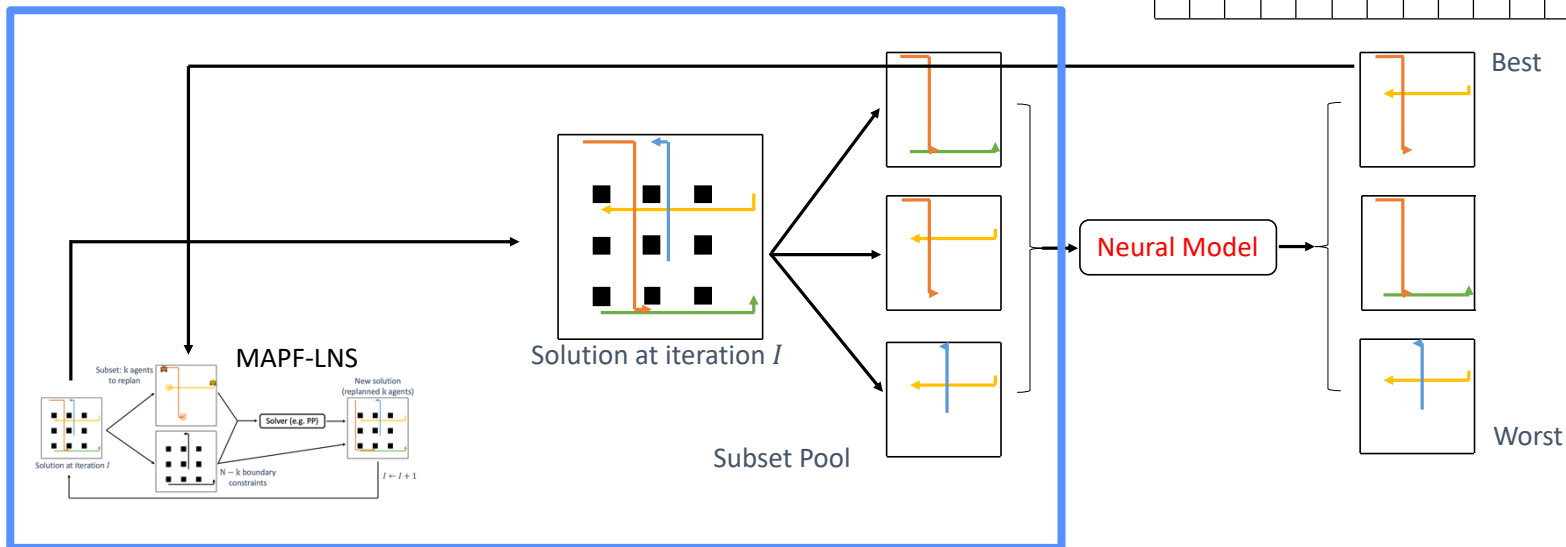 Best
Neural Model
Solution at iteration I
MAPF-LNS
Subset: k agents
to replan
New solution
(replanned k agents)
Solver (e.g. PP)
Solution at iteration I
N − k boundary
constraints
I ← I + 1
Subset Pool
Worst